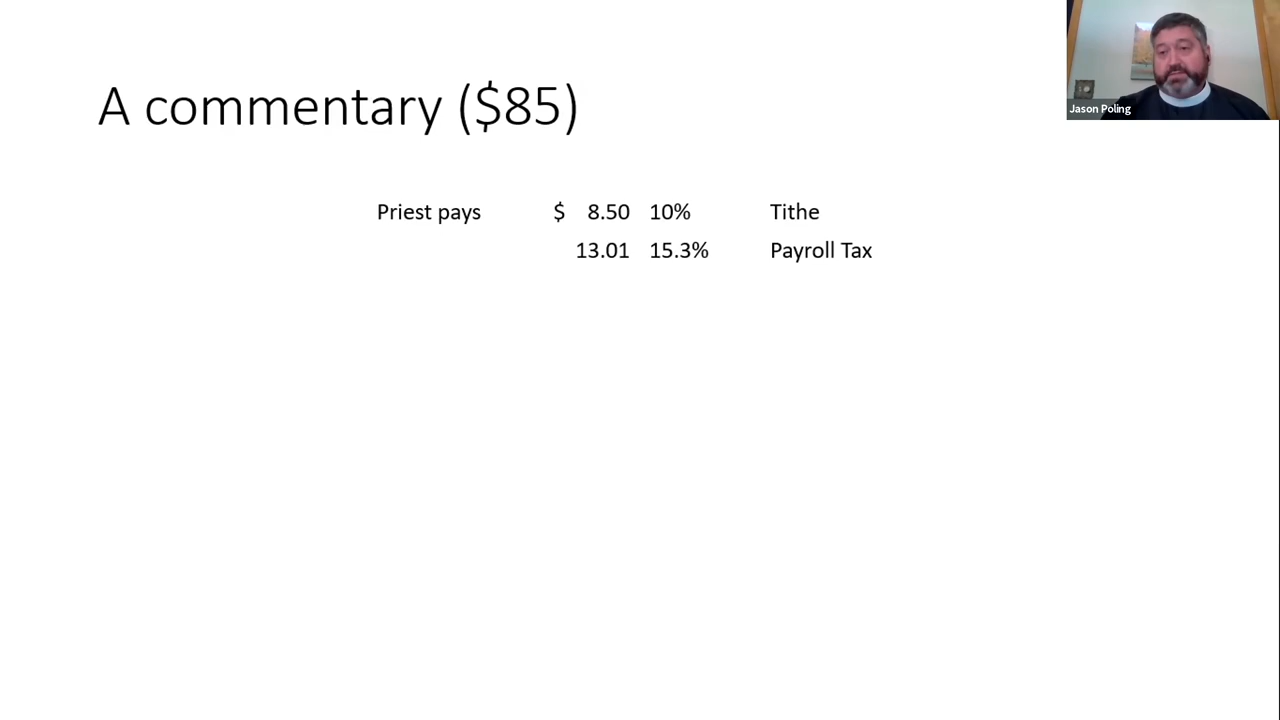 A commentary ($85)
Jason Poling
Priest pays $ 8.50 10% Tithe
13.01 15.3% Payroll Tax